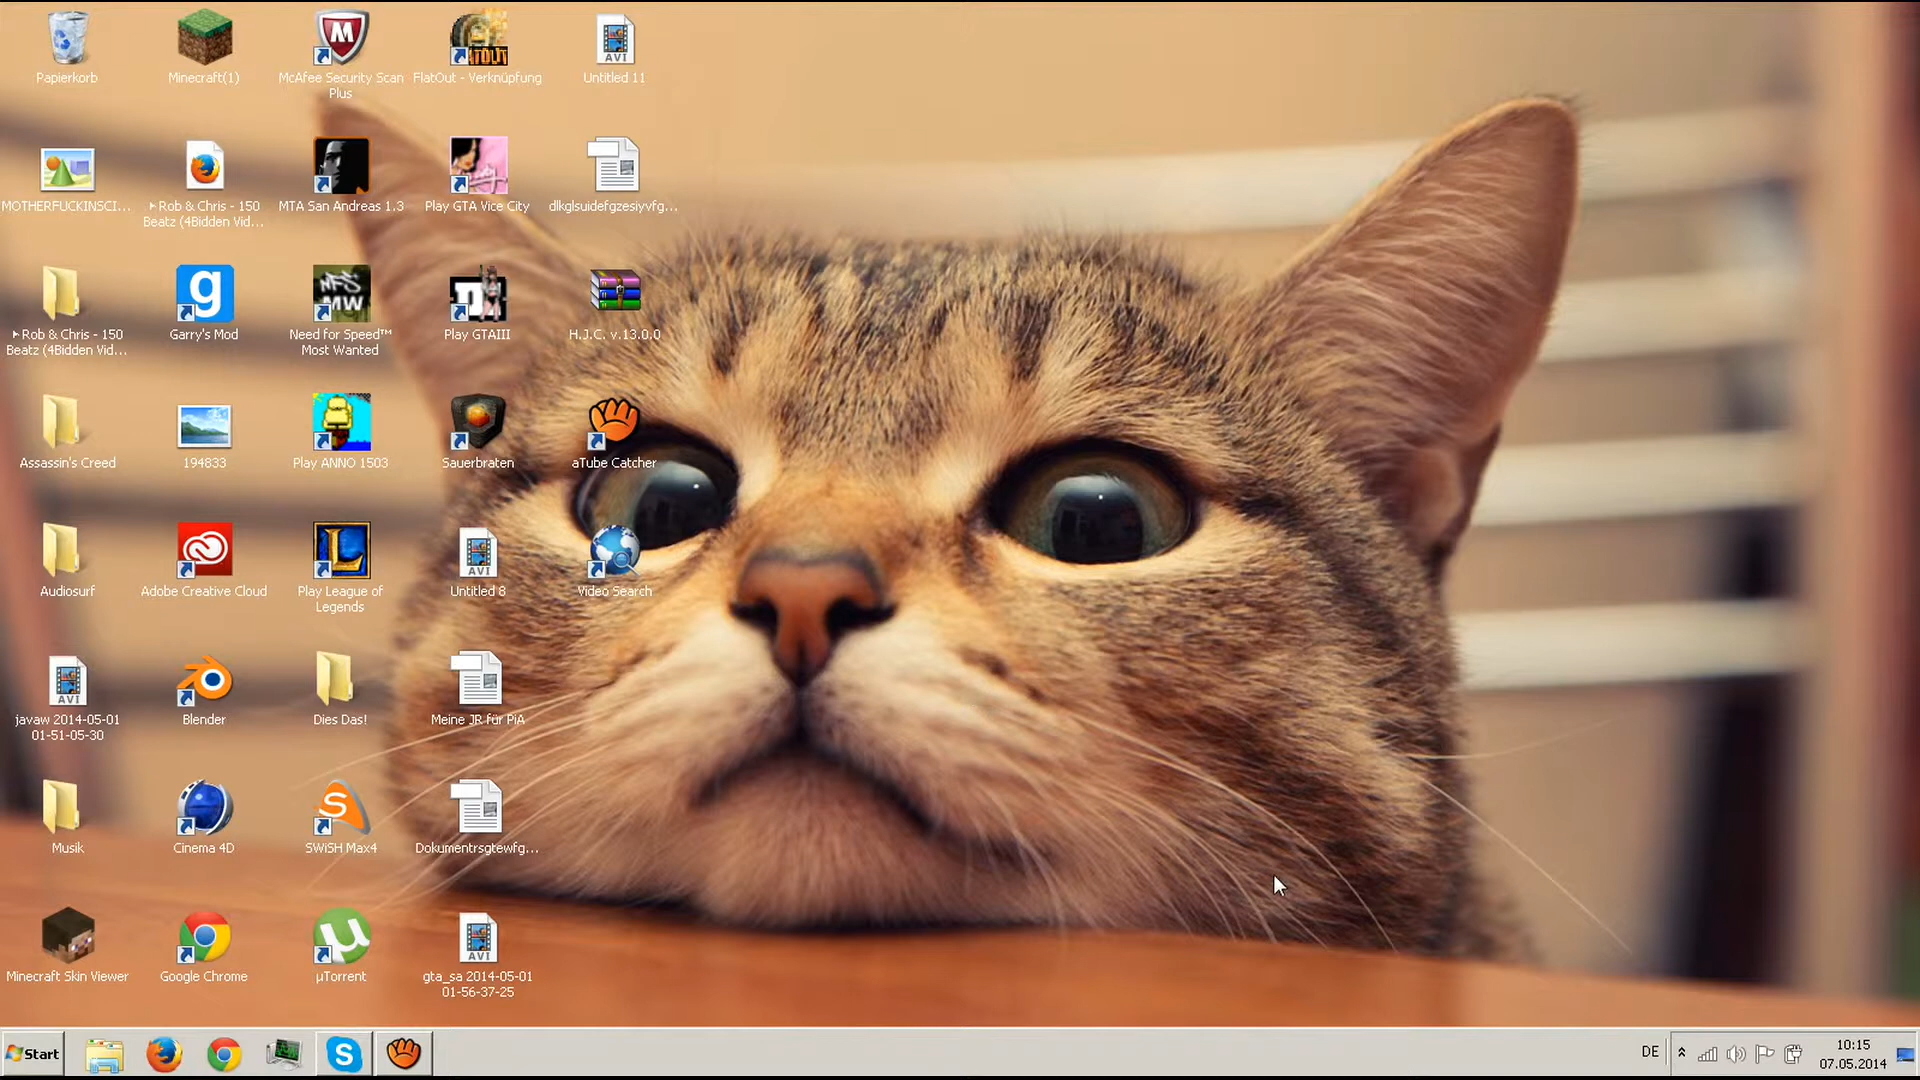 Papierkorb
Minecraft(1)
McAfee Security Scan
Plus
FlatOut - Verknüpfung
Untitled 11
MOTHERFUCKINSCI...
Rob & Chris - 150
Beatz (4Bidden Vid...
MTA San Andreas 1.3
Play GTA Vice City
dlkglsuidefgzesiyvfg...
Rob & Chris - 150
Beatz (4Bidden Vid...
Garry's Mod
Need for Speed™
Most Wanted
Play GTAIII
H.J.C. v.13.0.0
Assassin's Creed
194833
Play ANNO 1503
Sauerbraten
aTube Catcher
Audiosurf
Adobe Creative Cloud
Play League of
Legends
Untitled 8
Video Search
javaw 2014-05-01
01-51-05-30
Blender
Dies Das!
Meine JR für PiA
Musik
Cinema 4D
SWiSH Max4
Dokumentrsgtewfg...
Minecraft Skin Viewer
Google Chrome
µTorrent
gta_sa 2014-05-01
01-56-37-25
Start
DE
10:15
07.05.2014